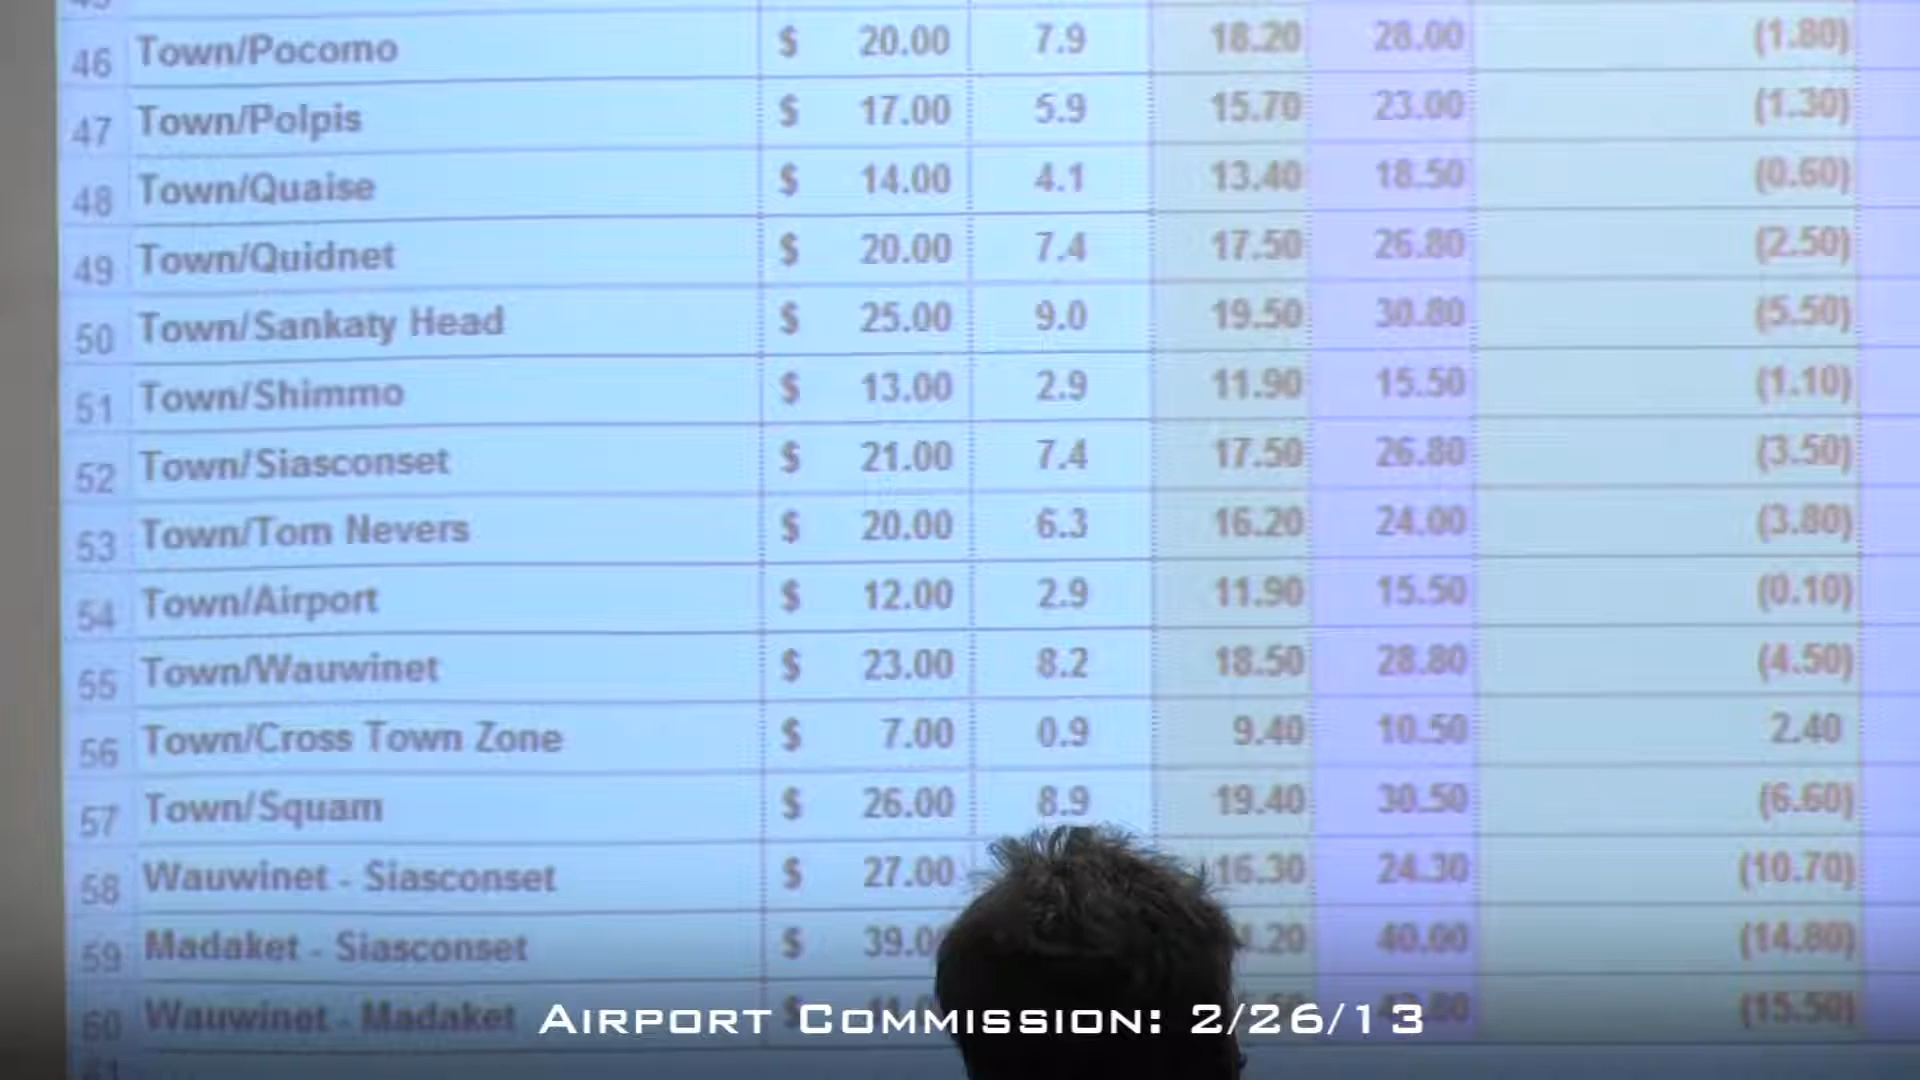 46 Town/Pocomo $ 20.00 7.9 18.20 28.00 (1.80)
47 Town/Polpis $ 17.00 5.9 15.70 23.00 (1.30)
48 Town/Quaise $ 14.00 4.1 13.40 18.50 (0.60)
49 Town/Quidnet $ 20.00 7.4 17.50 26.80 (2.50)
50 Town/Sankaty Head $ 25.00 9.0 19.50 30.80 (5.50)
51 Town/Shimmo $ 13.00 2.9 11.90 15.50 (1.10)
52 Town/Siasconset $ 21.00 7.4 17.50 26.80 (3.50)
53 Town/Tom Nevers $ 20.00 6.3 16.20 24.00 (3.80)
54 Town/Airport $ 12.00 2.9 11.90 15.50 (0.10)
55 Town/Wauwinet $ 23.00 8.2 18.50 28.80 (4.50)
56 Town/Cross Town Zone $ 7.00 0.9 9.40 10.50 2.40
57 Town/Squam $ 26.00 8.9 19.40 30.50 (6.60)
58 Wauwinet - Siasconset $ 27.00 16.30 24.30 (10.70)
59 Madaket - Siasconset $ 40.00 (14.80)
60 Wauwinet - Madaket (15.50)
Airport Commission: 2/26/13